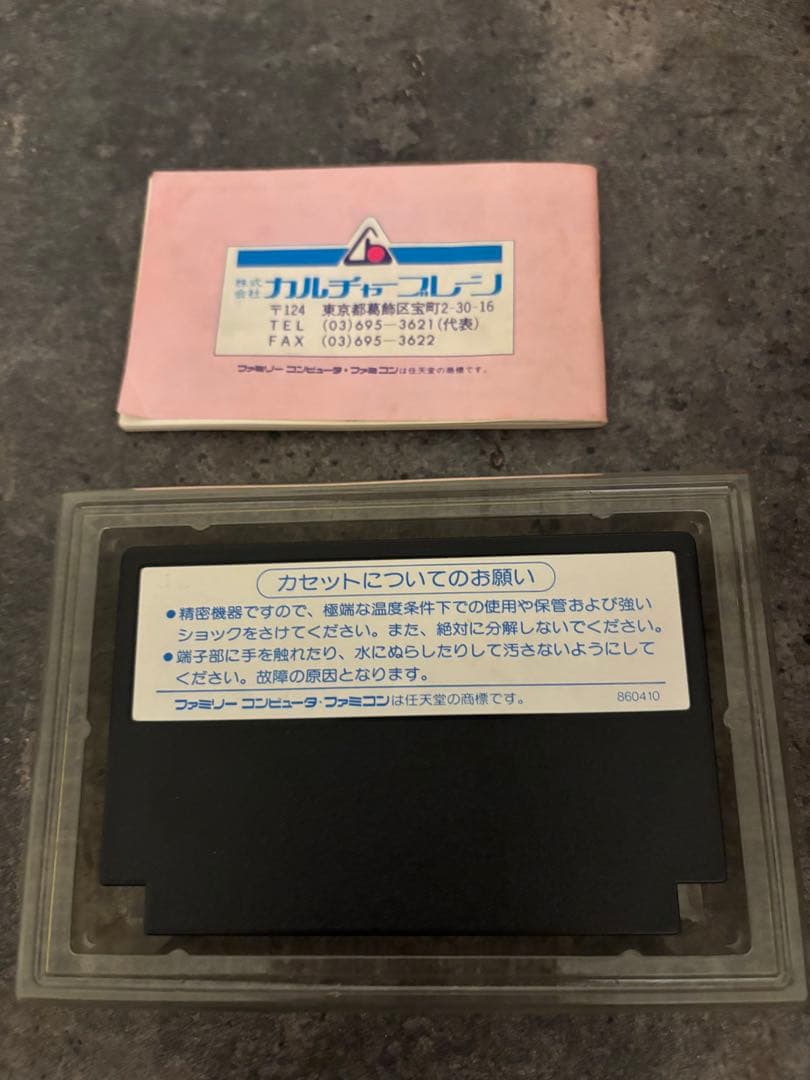 株式会社 カルチャーブレーン
〒124 東京都葛飾区宝町2-30-16
TEL (03)695―3621(代表)
FAX (03)695―3622
ファミリーコンピュータ・ファミコンは任天堂の商標です。
カセットについてのお願い
●精密機器ですので、極端な温度条件下での使用や保管および強い
ショックをさけてください。また、絶対に分解しないでください。
●端子部に手を触れたり、水にぬらしたりして汚さないようにして
ください。故障の原因となります。
ファミリーコンピュータ・ファミコンは任天堂の商標です。
860410